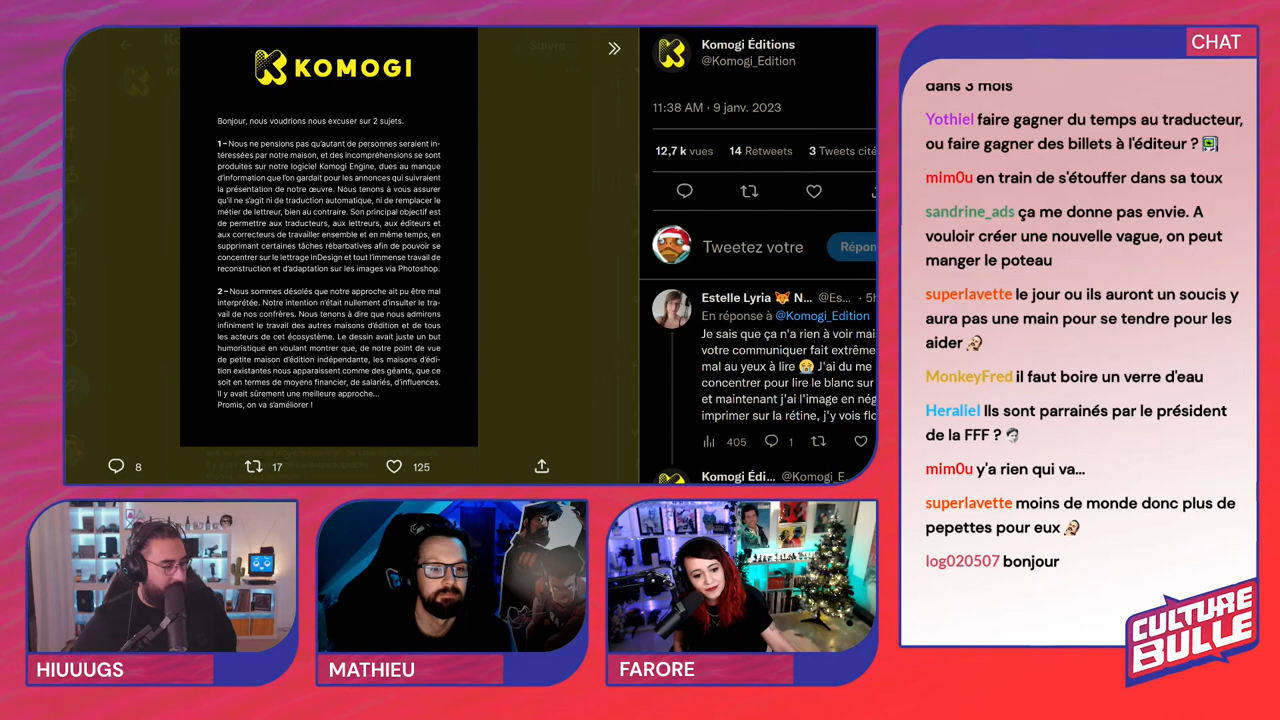 KOMOGI
Bonjour, nous voudrions nous excuser sur 2 sujets.
1 – Nous ne pensions pas qu'autant de personnes seraient in-
téressées par notre maison, et des incompréhensions se sont
produites sur notre logiciel Komogi Engine, dues au manque
d'information que l'on gardait pour les annonces qui suivraient
la présentation de notre œuvre. Nous tenons à vous assurer
qu'il ne s'agit ni de traduction automatique, ni de remplacer le
métier de lettreur, bien au contraire. Son principal objectif est
de permettre aux traducteurs, aux lettreurs, aux éditeurs et
aux correcteurs de travailler ensemble et en même temps, en
supprimant certaines tâches rébarbatives afin de pouvoir se
concentrer sur le lettrage InDesign et tout l'immense travail de
reconstruction et d'adaptation sur les images via Photoshop.
2 – Nous sommes désolés que notre approche ait pu être mal
interprétée. Notre intention n'était nullement d'insulter le tra-
vail de nos confrères. Nous tenons à dire que nous admirons
infiniment le travail des autres maisons d'édition et de tous
les acteurs de cet écosystème. Le dessin avait juste un but
humoristique en voulant montrer que, de notre point de vue
de petite maison d'édition indépendante, les maisons d'édi-
tion existantes nous apparaissent comme des géants, que ce
soit en termes de moyens financier, de salariés, d'influences.
Il y avait sûrement une meilleure approche...
Promis, on va s'améliorer !
8 17 125
Komogi Éditions
@Komogi_Edition
11:38 AM · 9 janv. 2023
12,7 k vues 14 Retweets 3 Tweets cité
Tweetez votre Répon
Estelle Lyria N... @Es... · 5h
En réponse à @Komogi_Edition
Je sais que ça n'a rien à voir mai
votre communiquer fait extrême
mal au yeux à lire J'ai du me
concentrer pour lire le blanc sur
et maintenant j'ai l'image en nég
imprimer sur la rétine, j'y vois flo
405 1
Komogi Édi... @Komogi_E.
CHAT
dans 3 mois
Yothiel faire gagner du temps au traducteur,
ou faire gagner des billets à l'éditeur ?
mim0u en train de s'étouffer dans sa toux
sandrine_ads ça me donne pas envie. A
vouloir créer une nouvelle vague, on peut
manger le poteau
superlavette le jour ou ils auront un soucis y
aura pas une main pour se tendre pour les
aider
MonkeyFred il faut boire un verre d'eau
Heraliel Ils sont parrainés par le président
de la FFF ?
mim0u y'a rien qui va...
superlavette moins de monde donc plus de
pepettes pour eux
log020507 bonjour
HIUUUGS
MATHIEU
FARORE
CULTURE
BULLE